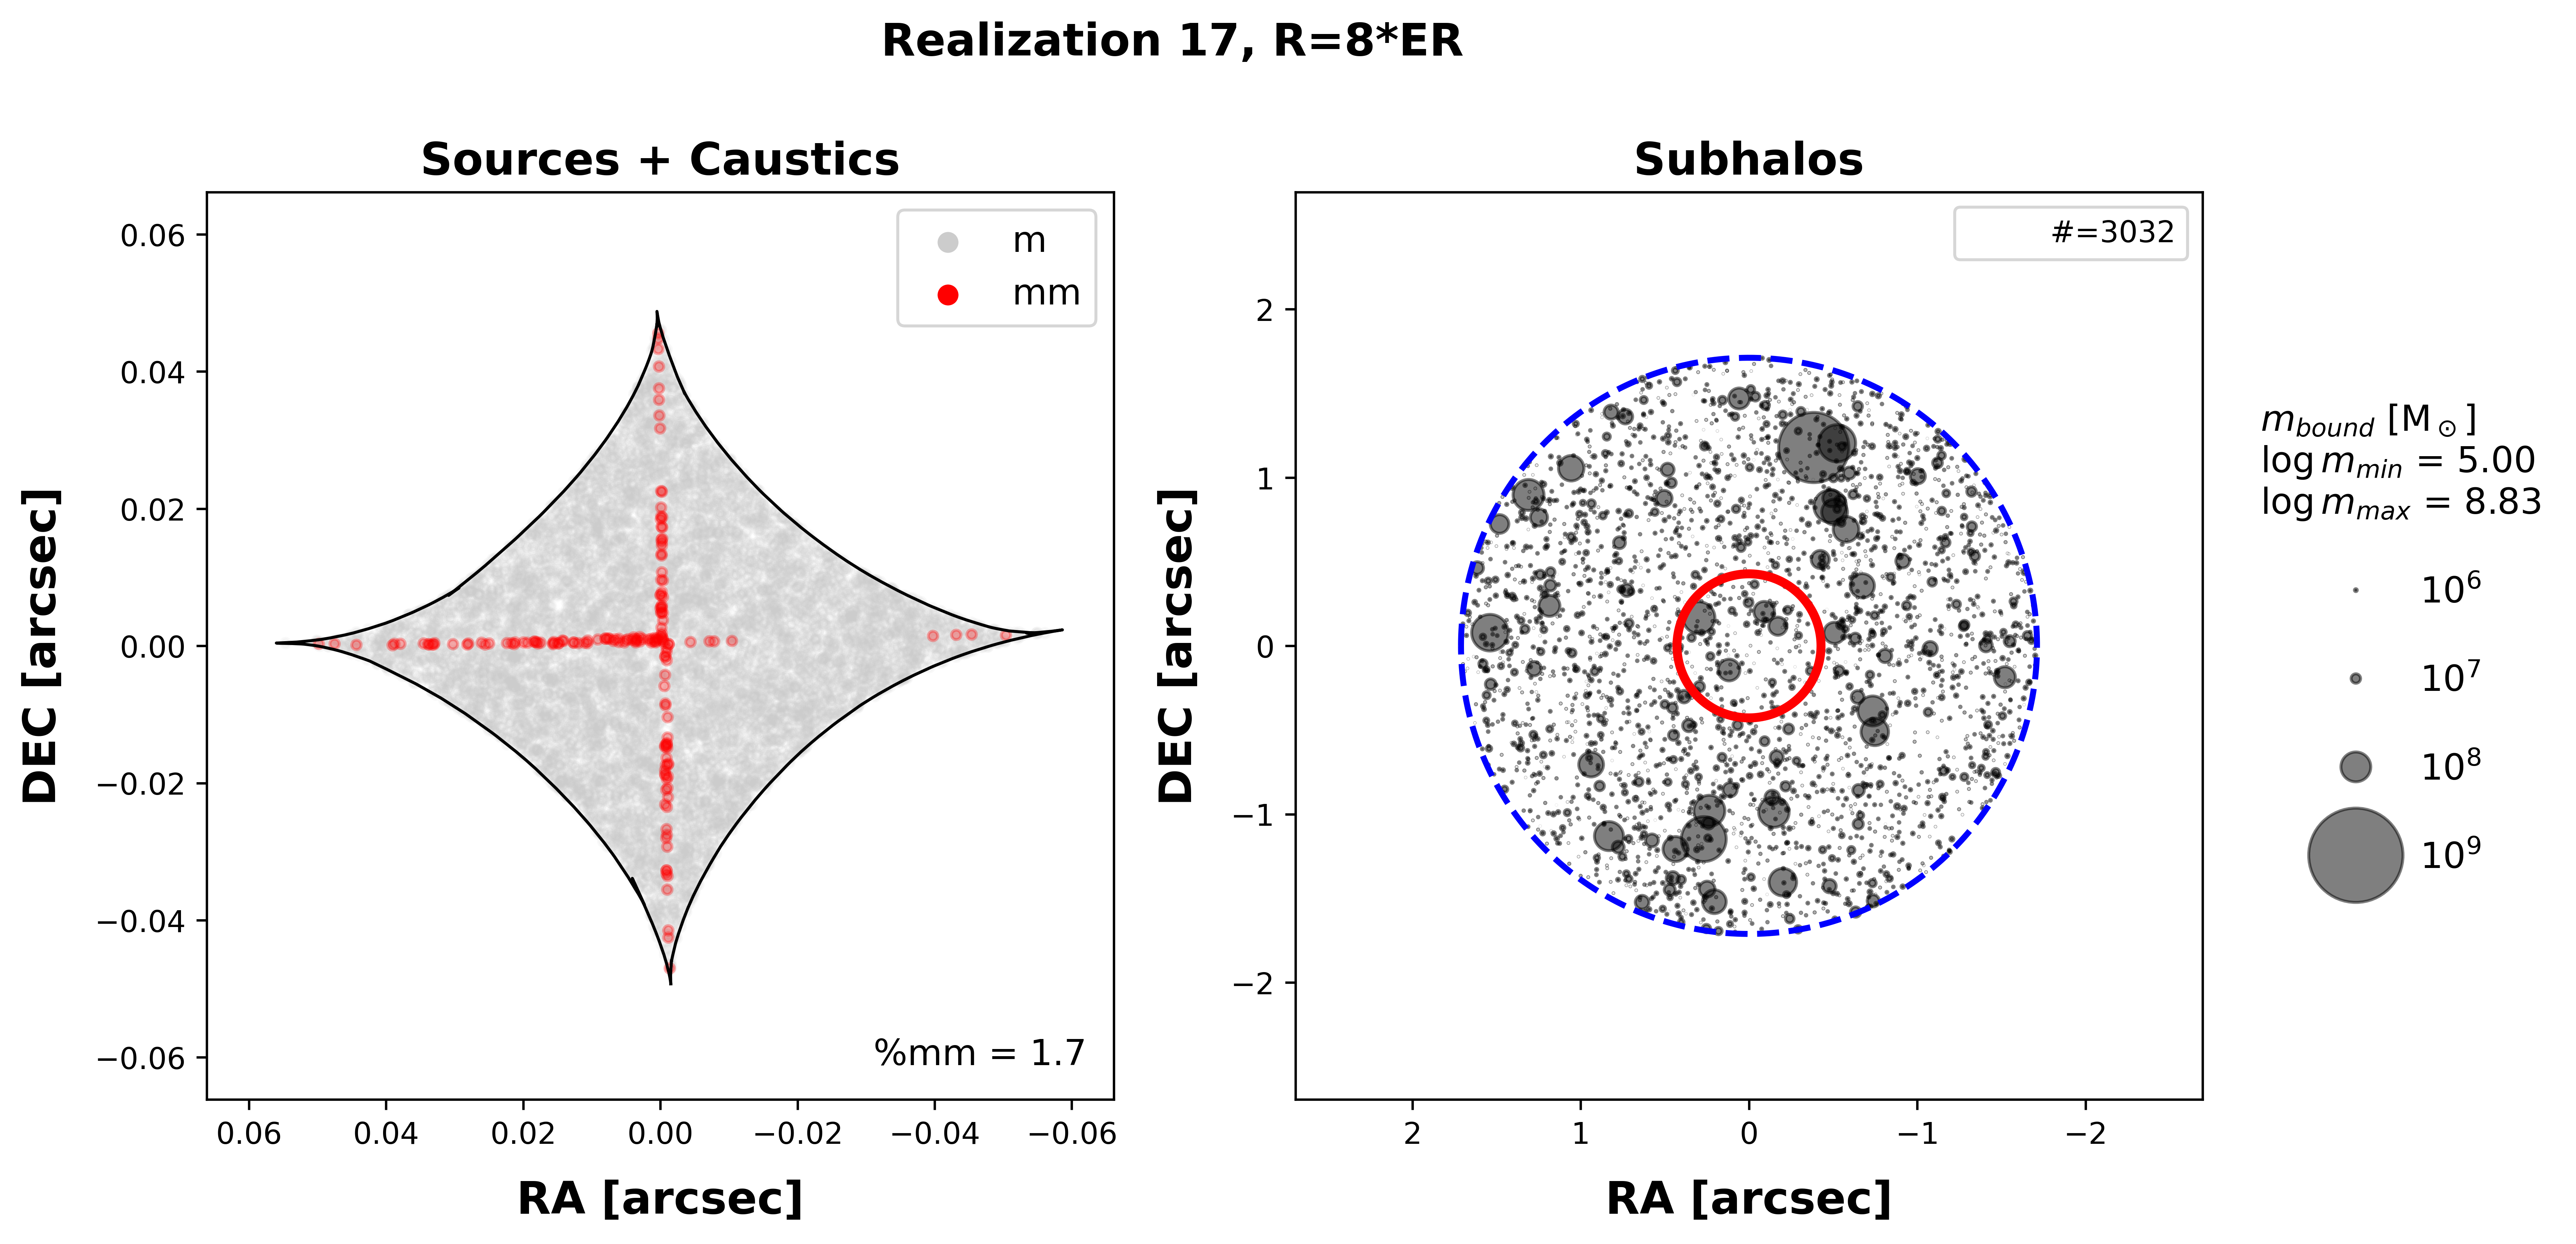 Realization 17, R=8*ER
Sources + Caustics
m
mm
0.06
0.04
0.02
0.00
−0.02
−0.04
−0.06
DEC [arcsec]
%mm = 1.7
0.06
0.04
0.02
0.00
−0.02
−0.04
−0.06
RA [arcsec]
Subhalos
#=3032
2
1
0
−1
−2
DEC [arcsec]
2
1
0
−1
−2
RA [arcsec]
m_bound [M_⊙]
log m_min = 5.00
log m_max = 8.83
10^6
10^7
10^8
10^9